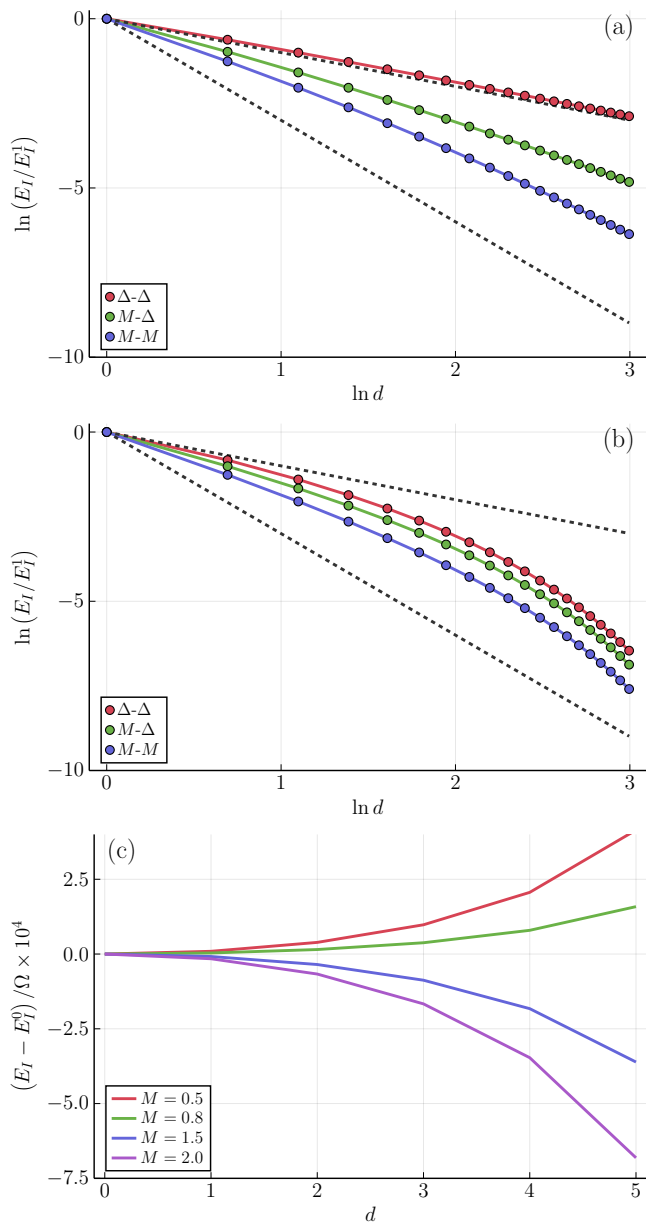 (a)
0
−5
−10
ln(E_I/E_I^1)
0 1 2 3
ln d
Δ-Δ
M-Δ
M-M
(b)
0
−5
−10
ln(E_I/E_I^1)
0 1 2 3
ln d
Δ-Δ
M-Δ
M-M
(c)
2.5
0.0
−2.5
−5.0
−7.5
(E_I − E_I^0)/Ω × 10^4
M = 0.5
M = 0.8
M = 1.5
M = 2.0
0 1 2 3 4 5
d